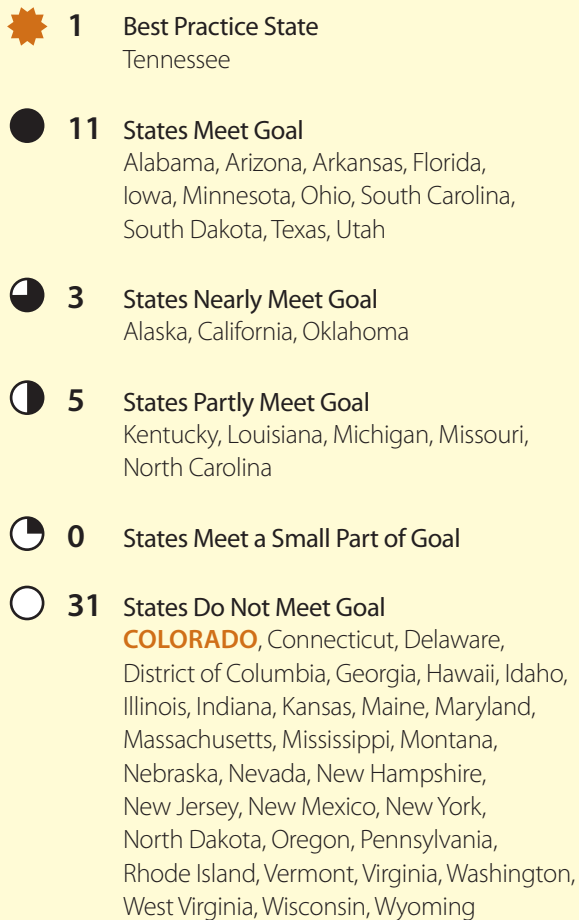 1 Best Practice State
Tennessee
11 States Meet Goal
Alabama, Arizona, Arkansas, Florida,
Iowa, Minnesota, Ohio, South Carolina,
South Dakota, Texas, Utah
3 States Nearly Meet Goal
Alaska, California, Oklahoma
5 States Partly Meet Goal
Kentucky, Louisiana, Michigan, Missouri,
North Carolina
0 States Meet a Small Part of Goal
31 States Do Not Meet Goal
COLORADO, Connecticut, Delaware,
District of Columbia, Georgia, Hawaii, Idaho,
Illinois, Indiana, Kansas, Maine, Maryland,
Massachusetts, Mississippi, Montana,
Nebraska, Nevada, New Hampshire,
New Jersey, New Mexico, New York,
North Dakota, Oregon, Pennsylvania,
Rhode Island, Vermont, Virginia, Washington,
West Virginia, Wisconsin, Wyoming